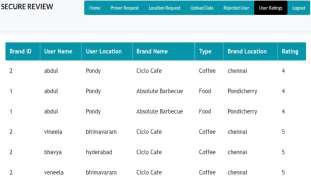 SECURE REVIEW
Home Power Request Location Request Upload Data Rejected User User Ratings Logout
Brand ID User Name User Location Brand Name Type Brand Location Rating
2 abdul Pondy Ciclo Cafe Coffee chennai 4
1 abdul Pondy Absolute Barbecue Food Pondicherry 4
1 abdul Pondy Absolute Barbecue Food Pondicherry 4
2 vineela bhimavaram Ciclo Cafe Coffee chennai 5
2 bhavya hyderabad Ciclo Cafe Coffee chennai 5
2 veneela bhimavaram Ciclo Cafe Coffee chennai 5